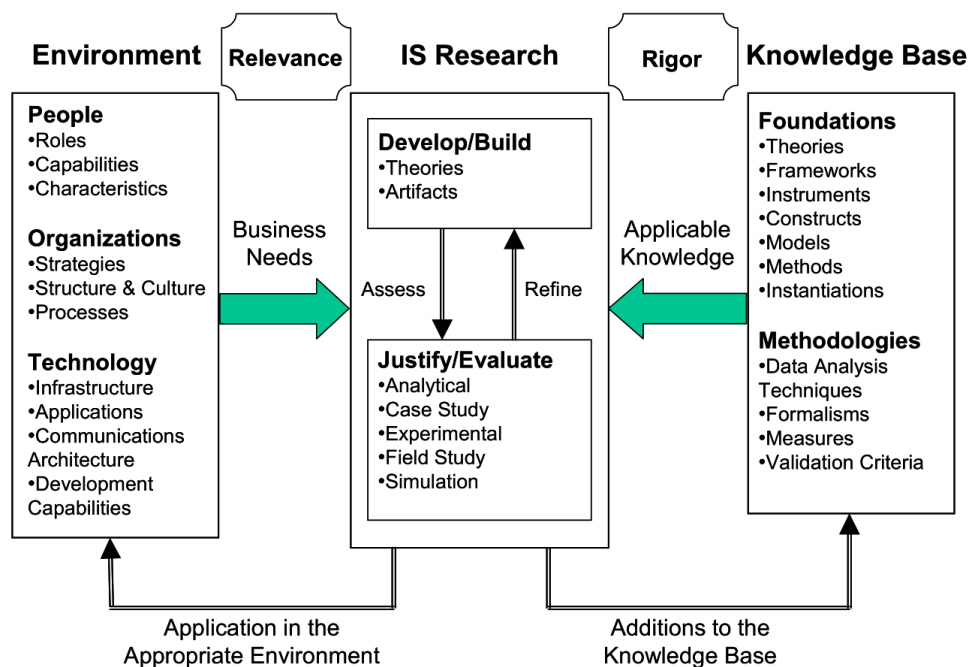 Environment
Relevance
IS Research
Rigor
Knowledge Base
People
•Roles
•Capabilities
•Characteristics
Organizations
•Strategies
•Structure & Culture
•Processes
Technology
•Infrastructure
•Applications
•Communications
Architecture
•Development
Capabilities
Business
Needs
Develop/Build
•Theories
•Artifacts
Assess
Refine
Justify/Evaluate
•Analytical
•Case Study
•Experimental
•Field Study
•Simulation
Applicable
Knowledge
Foundations
•Theories
•Frameworks
•Instruments
•Constructs
•Models
•Methods
•Instantiations
Methodologies
•Data Analysis
Techniques
•Formalisms
•Measures
•Validation Criteria
Application in the
Appropriate Environment
Additions to the
Knowledge Base